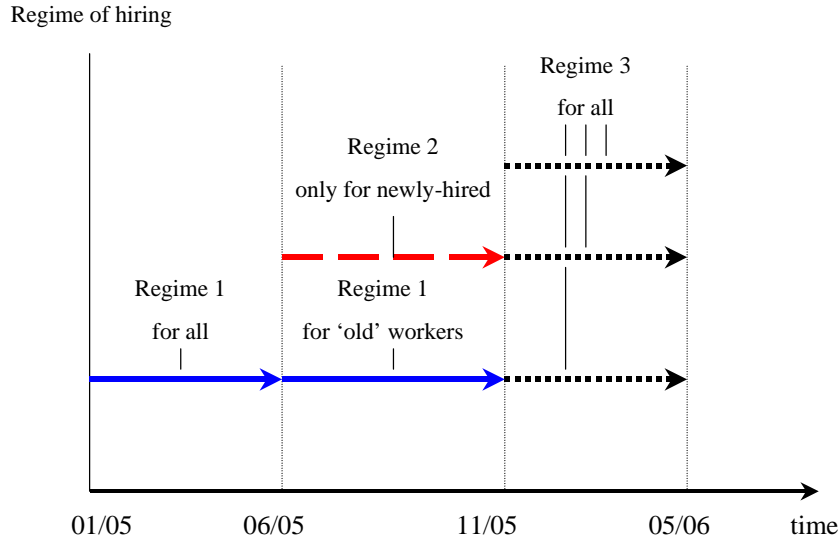 Regime of hiring
Regime 3
for all
Regime 2
only for newly-hired
Regime 1
for all
Regime 1
for ‘old’ workers
01/05
06/05
11/05
05/06
time